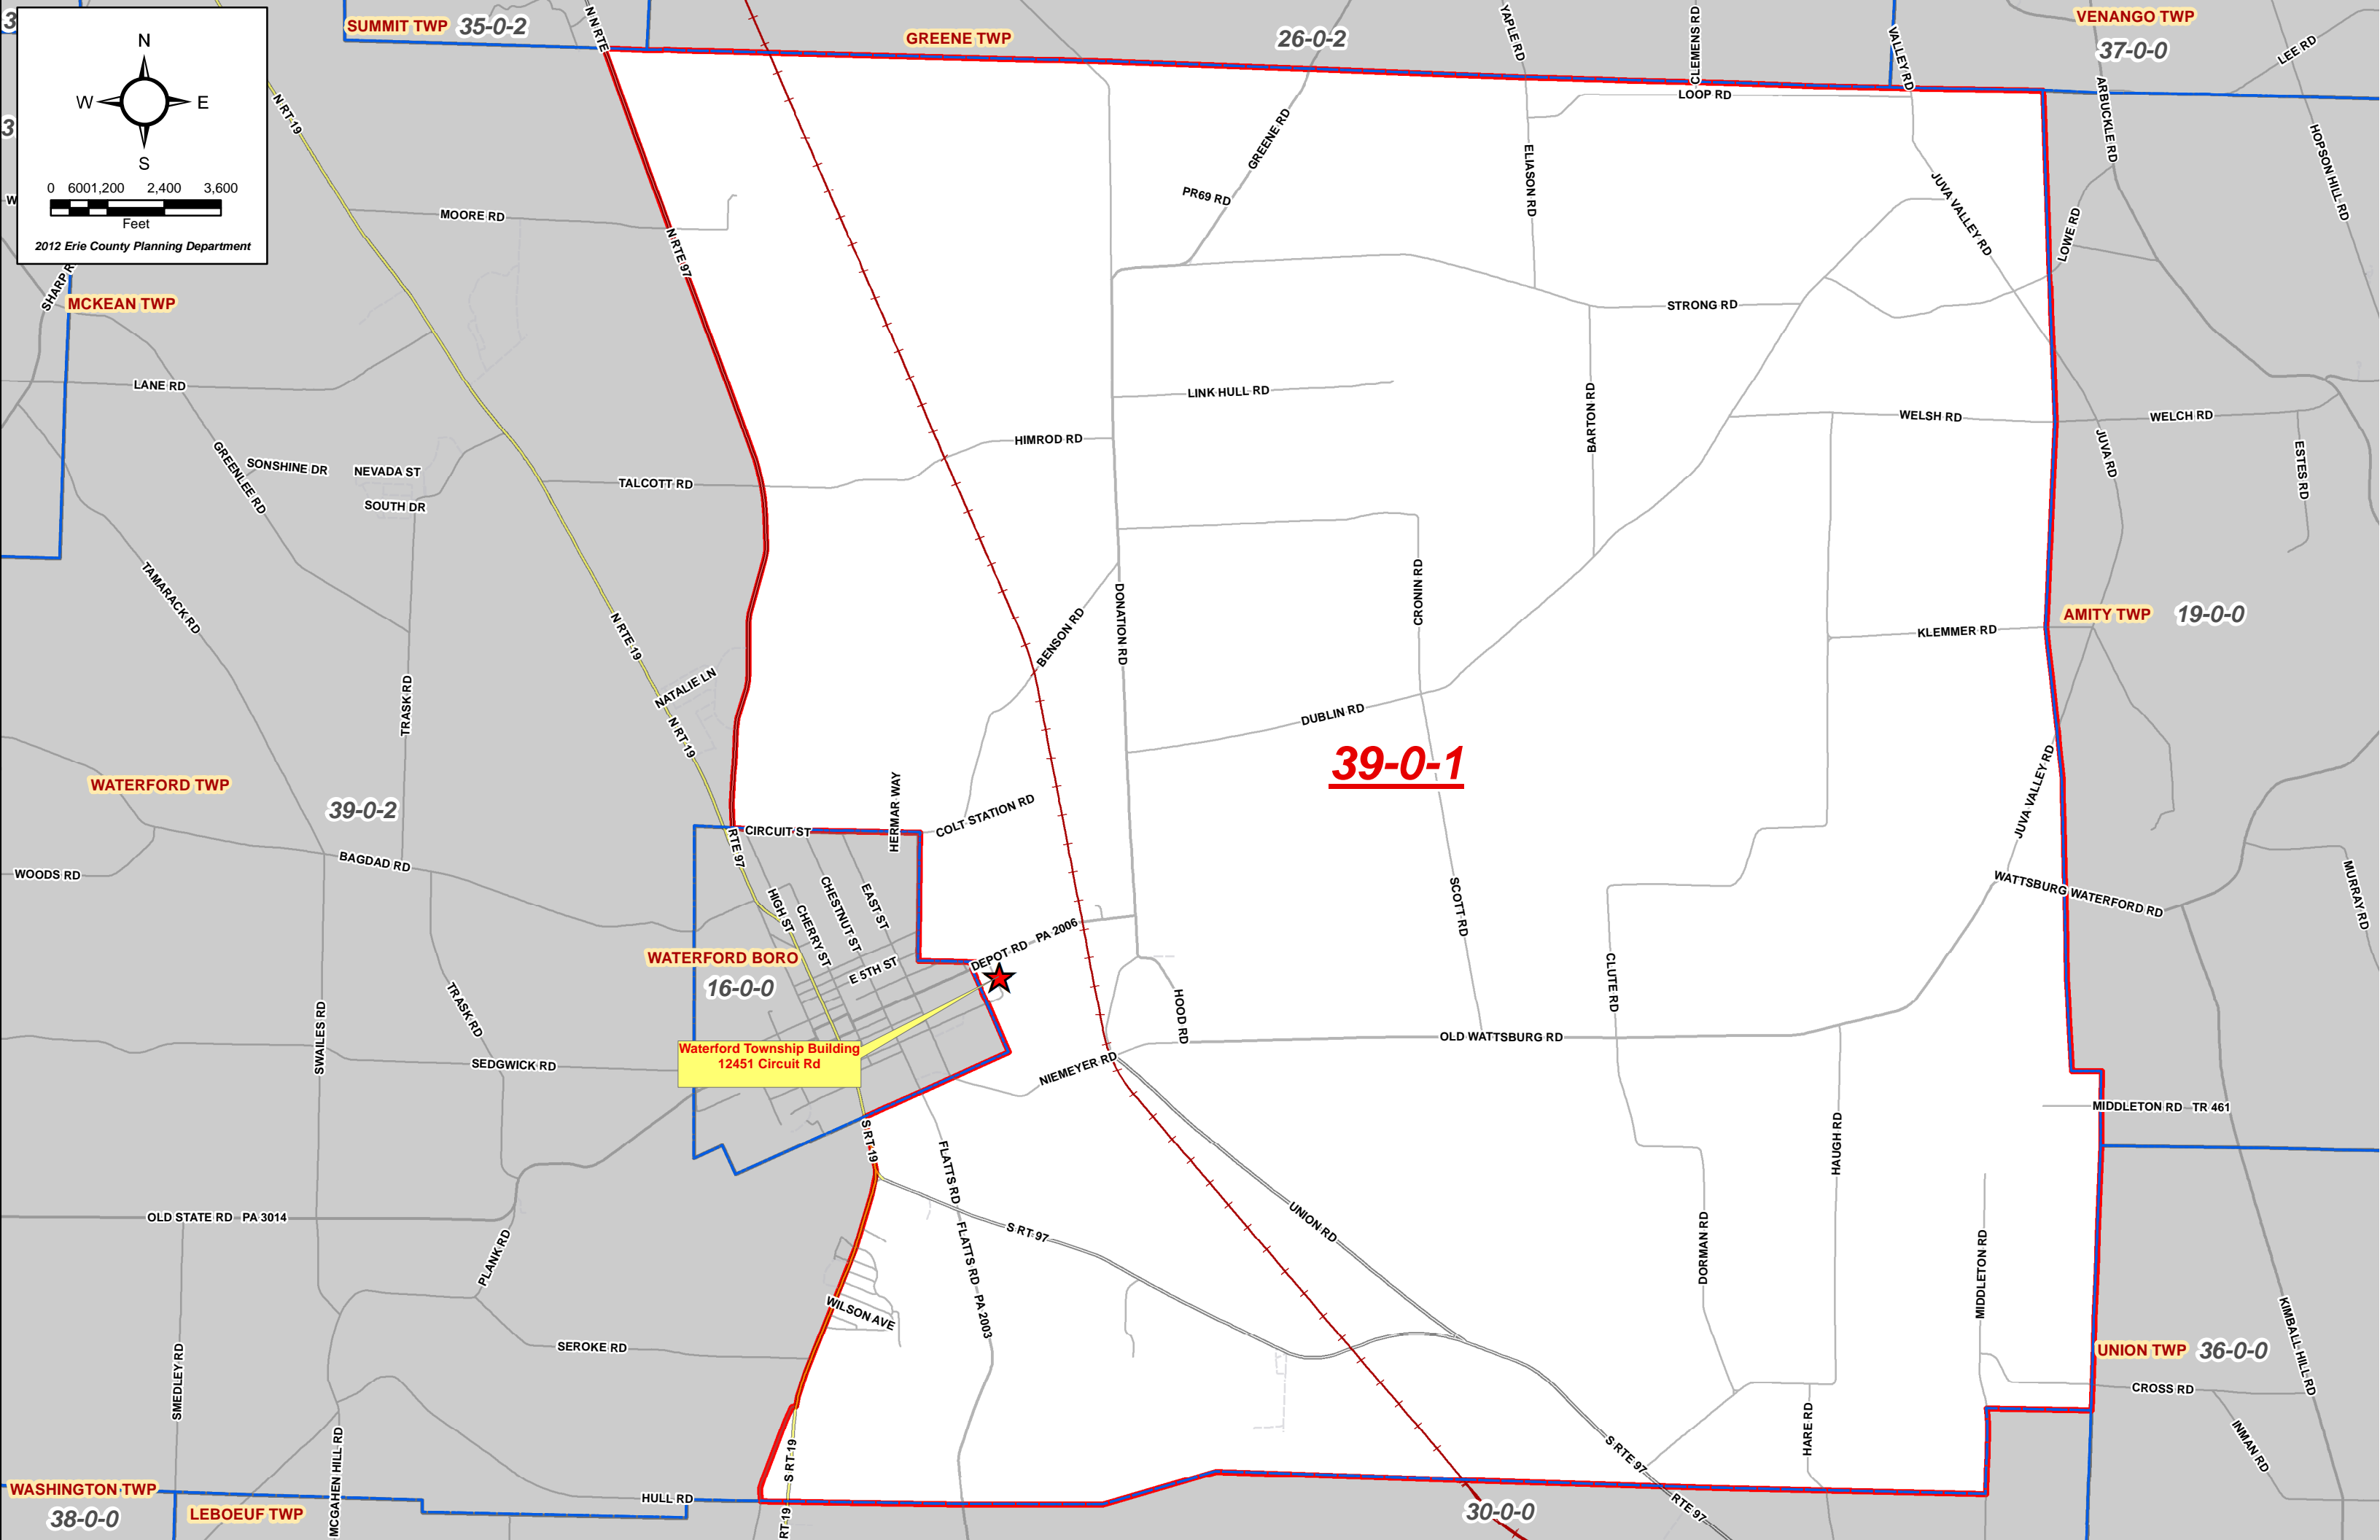 SUMMIT TWP 35-0-2
GREENE TWP
26-0-2
VENANGO TWP
37-0-0
N N RTE
YAPLE RD
CLEMENS RD
VALLEY RD
LEE RD
N
W E
S
0 600 1,200 2,400 3,600
Feet
2012 Erie County Planning Department
N RT 19
LOOP RD
ARBUCKLE RD
HOPSON HILL RD
GREENE RD
ELIASON RD
PR69 RD
JUVA VALLEY RD
LOWE RD
MOORE RD
N RTE 97
SHARP R
MCKEAN TWP
STRONG RD
LANE RD
LINK HULL RD
BARTON RD
WELSH RD
WELCH RD
HIMROD RD
JUVA RD
ESTES RD
GREENLEE RD
SONSHINE DR
NEVADA ST
SOUTH DR
TALCOTT RD
TAMARACK RD
N RTE 19
BENSON RD
DONATION RD
CRONIN RD
KLEMMER RD
AMITY TWP 19-0-0
TRASK RD
NATALIE LN
N RT 19
DUBLIN RD
39-0-1
WATERFORD TWP
39-0-2
HERMAR WAY
COLT STATION RD
JUVA VALLEY RD
CIRCUIT ST
RTE 97
BAGDAD RD
WOODS RD
WATTSBURG WATERFORD RD
MURRAY RD
HIGH ST
CHERRY ST
CHESTNUT ST
EAST ST
SCOTT RD
DEPOT RD PA 2006
WATERFORD BORO
16-0-0
E 5TH ST
CLUTE RD
TRASK RD
HOOD RD
SWAILES RD
OLD WATTSBURG RD
Waterford Township Building
12451 Circuit Rd
SEDGWICK RD
NIEMEYER RD
MIDDLETON RD TR 461
S RT 19
HAUGH RD
FLATTS RD
OLD STATE RD PA 3014
PLANK RD
S RT 97
UNION RD
DORMAN RD
MIDDLETON RD
FLATTS RD PA 2003
WILSON AVE
SEROKE RD
SMEDLEY RD
UNION TWP 36-0-0
KIMBALL HILL RD
CROSS RD
HARE RD
INMAN RD
MCGAHEN HILL RD
S RT 19
S RTE 97
WASHINGTON TWP
38-0-0
LEBOEUF TWP
HULL RD
RT 19
30-0-0
RTE 97